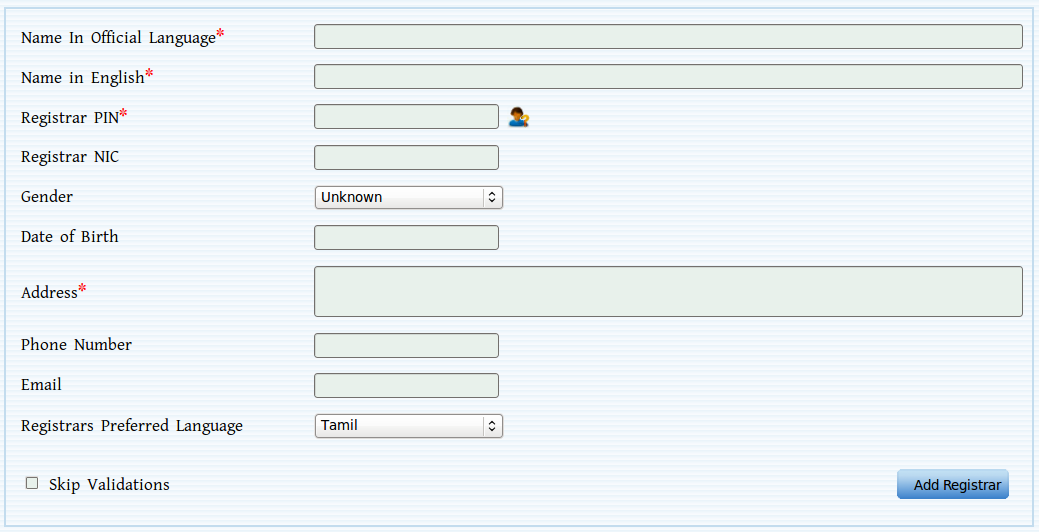 Name In Official Language*
Name in English*
Registrar PIN*
Registrar NIC
Gender Unknown
Date of Birth
Address*
Phone Number
Email
Registrars Preferred Language Tamil
Skip Validations Add Registrar